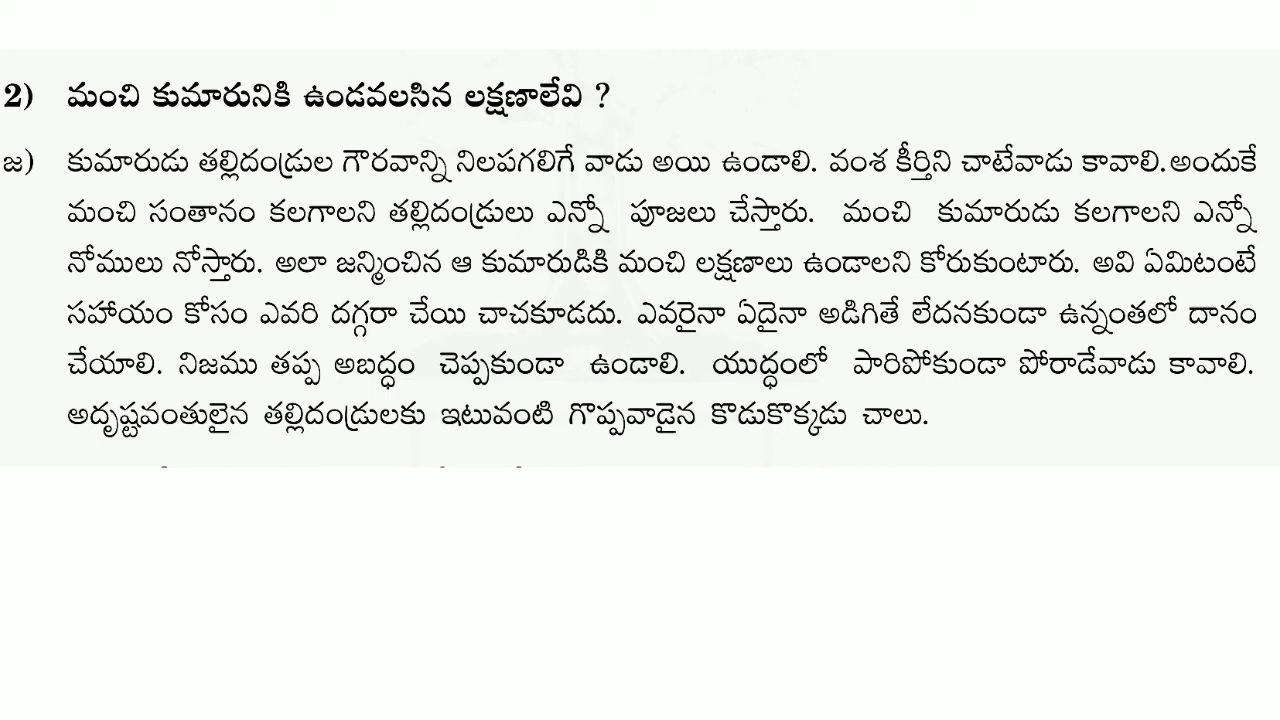 2) మంచి కుమారునికి ఉండవలసిన లక్షణాలేవి ?
జ) కుమారుడు తల్లిదండ్రుల గౌరవాన్ని నిలపగలిగే వాడు అయి ఉండాలి. వంశ కీర్తిని చాటేవాడు కావాలి.అందుకే
మంచి సంతానం కలగాలని తల్లిదండ్రులు ఎన్నో పూజలు చేస్తారు. మంచి కుమారుడు కలగాలని ఎన్నో
నోములు నోస్తారు. అలా జన్మించిన ఆ కుమారుడికి మంచి లక్షణాలు ఉండాలని కోరుకుంటారు. అవి ఏమిటంటే
సహాయం కోసం ఎవరి దగ్గరా చేయి చాచకూడదు. ఎవరైనా ఏదైనా అడిగితే లేదనకుండా ఉన్నంతలో దానం
చేయాలి. నిజము తప్ప అబద్ధం చెప్పకుండా ఉండాలి. యుద్ధంలో పారిపోకుండా పోరాడేవాడు కావాలి.
అదృష్టవంతులైన తల్లిదండ్రులకు ఇటువంటి గొప్పవాడైన కొడుకొక్కడు చాలు.